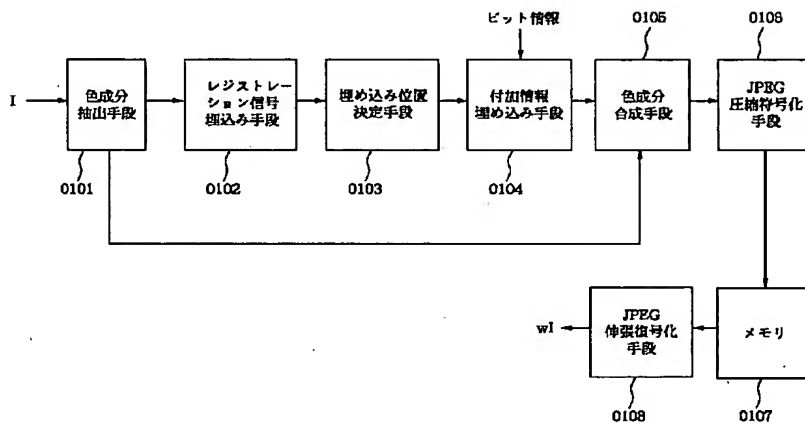 ビット情報
0105
0106
I
色成分
抽出手段
レジストレー
ション信号
埋込み手段
埋め込み位置
決定手段
付加情報
埋め込み手段
色成分
合成手段
JPEG
圧縮符号化
手段
0101
0102
0103
0104
wI
JPEG
伸張復号化
手段
メモリ
0108
0107